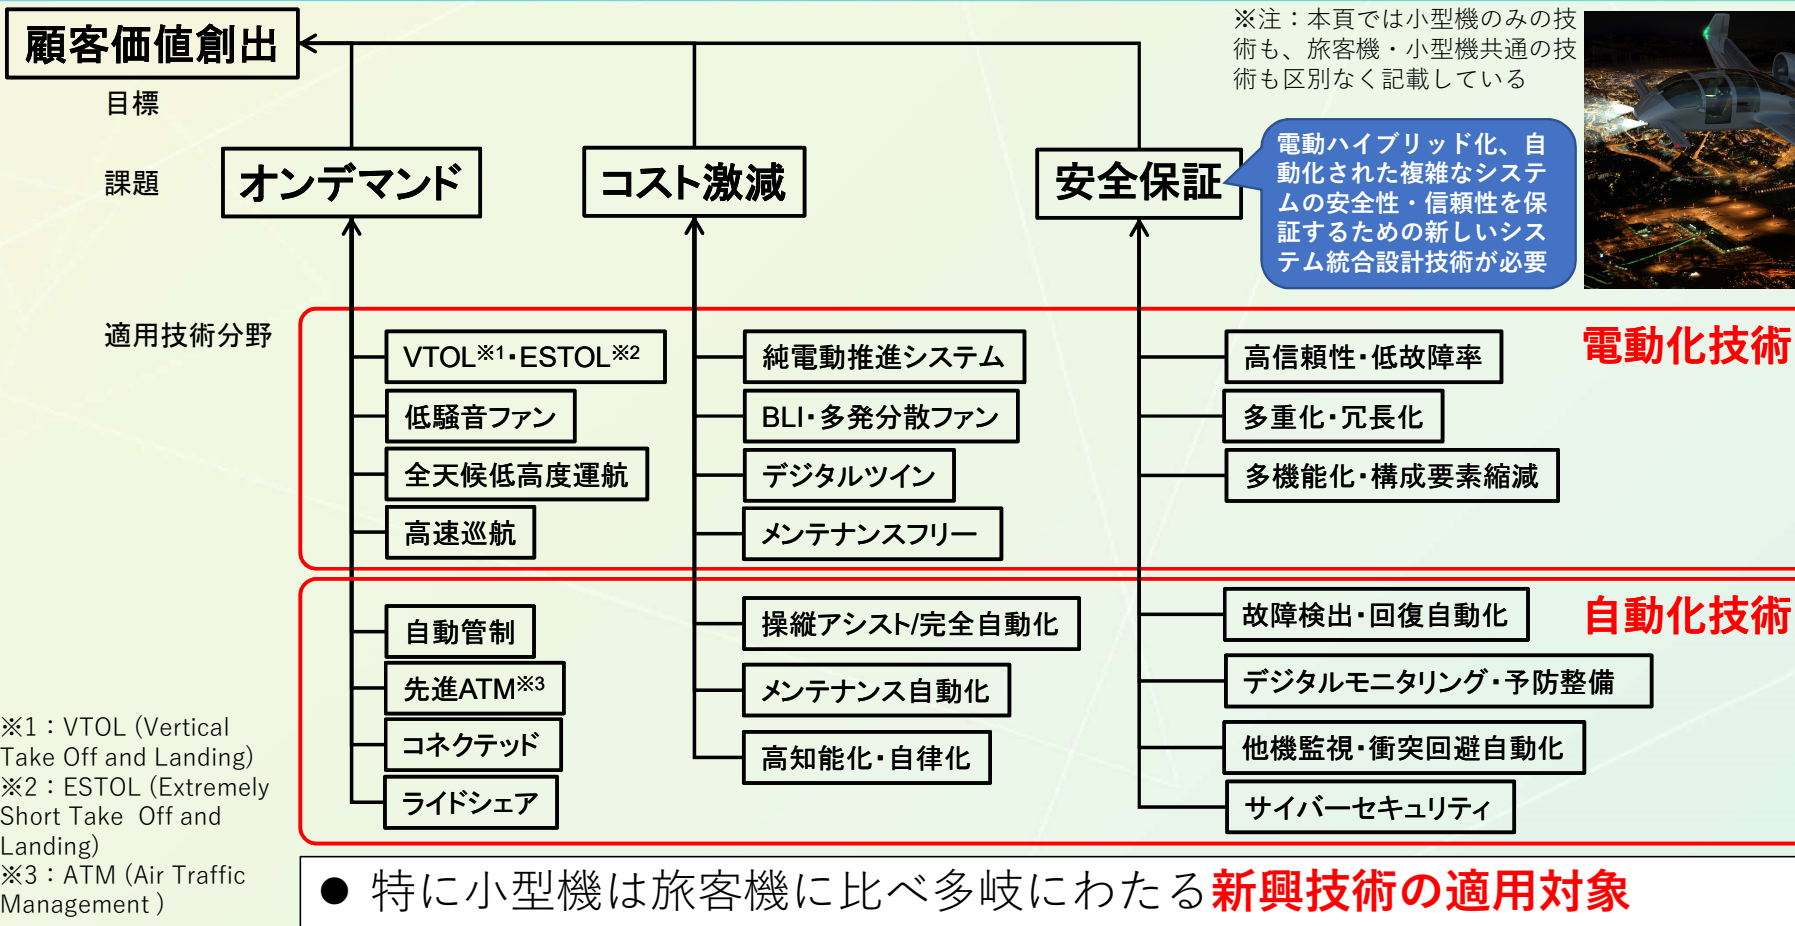 顧客価値創出
※注：本頁では小型機のみの技
術も、旅客機・小型機共通の技
術も区別なく記載している
目標
課題
オンデマンド
コスト激減
安全保証
電動ハイブリッド化、自
動化された複雑なシステ
ムの安全性・信頼性を保
証するための新しいシス
テム統合設計技術が必要
適用技術分野
電動化技術
VTOL※1・ESTOL※2
低騒音ファン
全天候低高度運航
高速巡航
純電動推進システム
BLI・多発分散ファン
デジタルツイン
メンテナンスフリー
高信頼性・低故障率
多重化・冗長化
多機能化・構成要素縮減
自動化技術
自動管制
先進ATM※3
コネクテッド
ライドシェア
操縦アシスト/完全自動化
メンテナンス自動化
高知能化・自律化
故障検出・回復自動化
デジタルモニタリング・予防整備
他機監視・衝突回避自動化
サイバーセキュリティ
※1：VTOL (Vertical
Take Off and Landing)
※2：ESTOL (Extremely
Short Take Off and
Landing)
※3：ATM (Air Traffic
Management )
● 特に小型機は旅客機に比べ多岐にわたる新興技術の適用対象